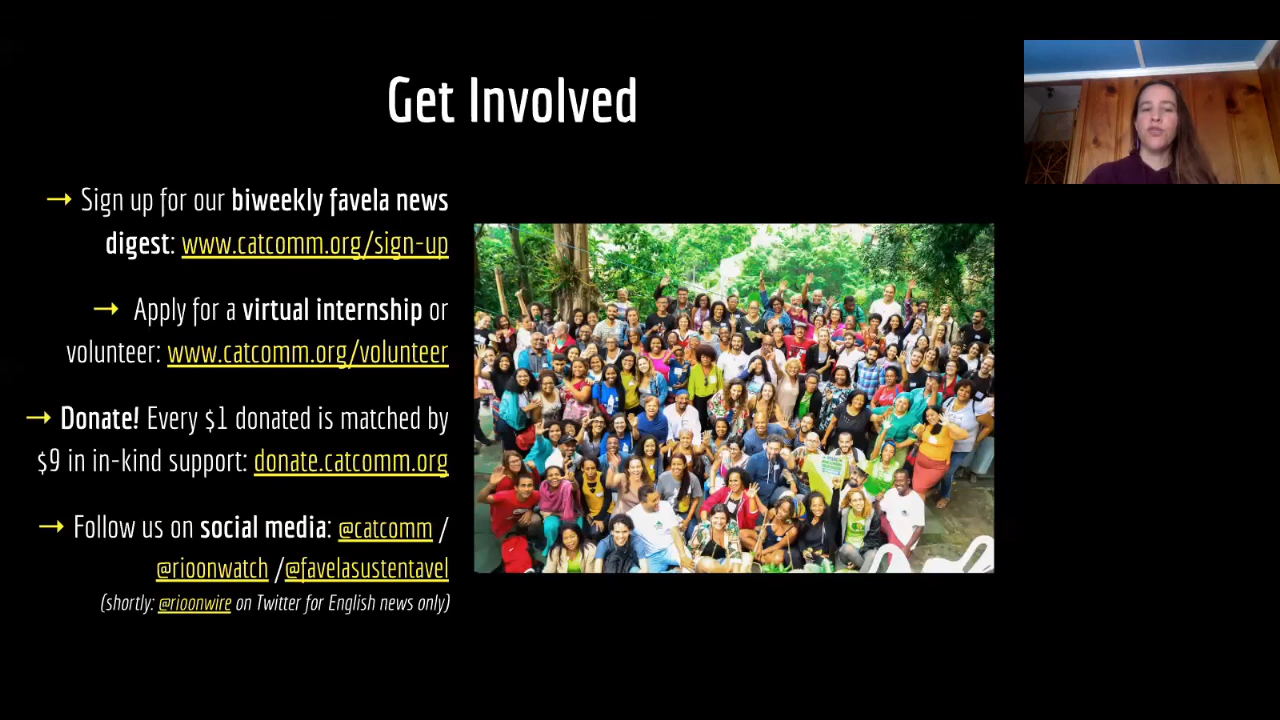 Get Involved
→ Sign up for our biweekly favela news
digest: www.catcomm.org/sign-up
→ Apply for a virtual internship or
volunteer: www.catcomm.org/volunteer
→ Donate! Every $1 donated is matched by
$9 in in-kind support: donate.catcomm.org
→ Follow us on social media: @catcomm /
@rioonwatch /@favelasustentavel
(shortly: @rioonwire on Twitter for English news only)